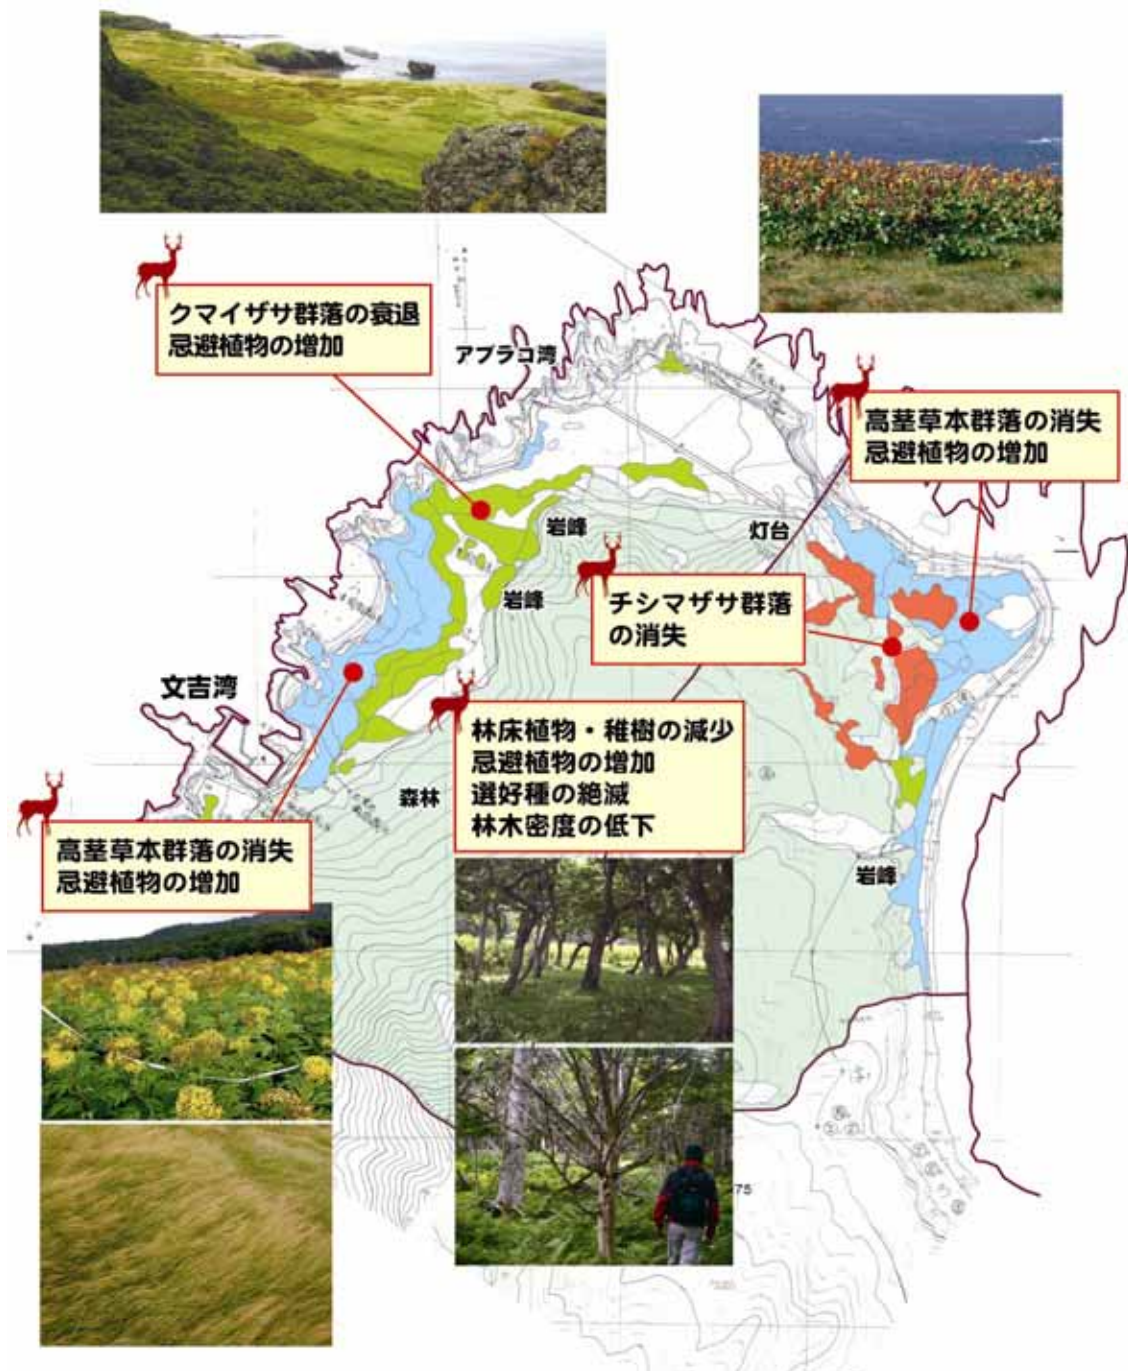 クマイザサ群落の衰退
忌避植物の増加
アブラコ湾
高茎草本群落の消失
忌避植物の増加
岩峰
灯台
岩峰
チシマザサ群落
の消失
文吉湾
林床植物・稚樹の減少
忌避植物の増加
選好種の絶滅
林木密度の低下
森林
高茎草本群落の消失
忌避植物の増加
岩峰
75